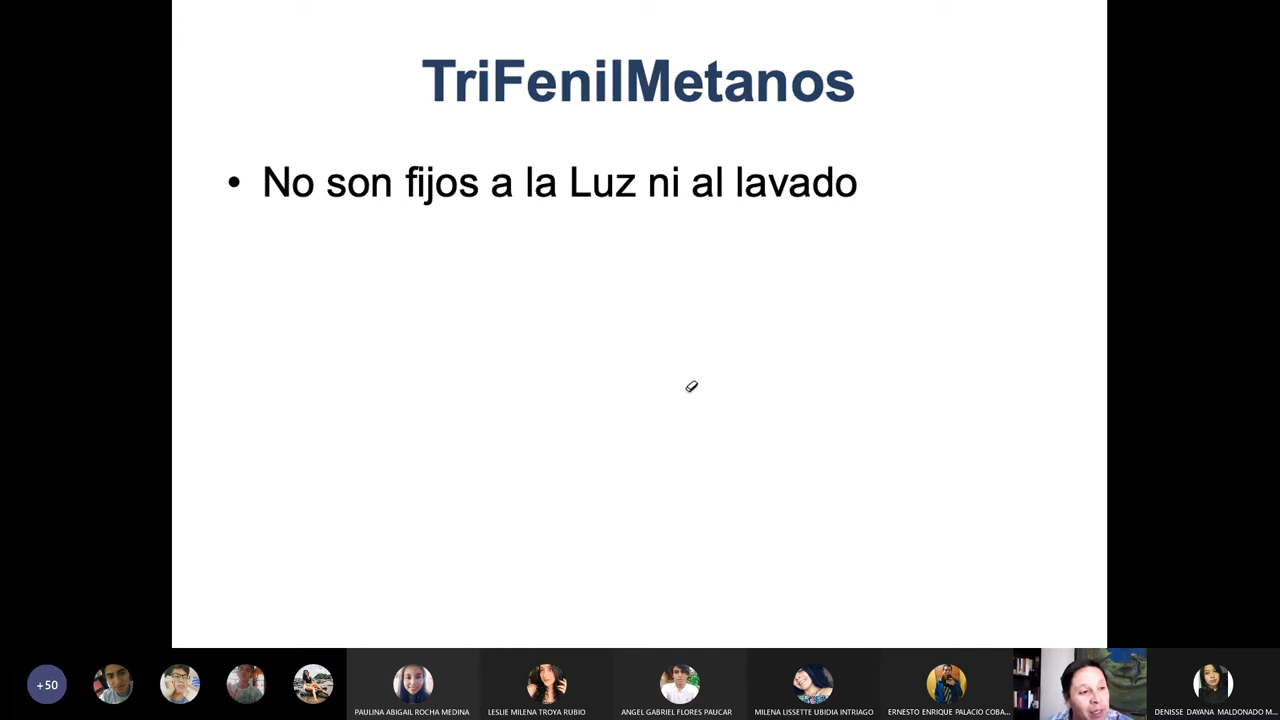 TriFenilMetanos
• No son fijos a la Luz ni al lavado
+50
PAULINA ABIGAIL ROCHA MEDINA
LESLIE MILENA TROYA RUBIO
ANGEL GABRIEL FLORES PAUCAR
MILENA LISSETTE UBIDIA INTRIAGO
ERNESTO ENRIQUE PALACIO COBA...
DENISSE DAYANA MALDONADO M...